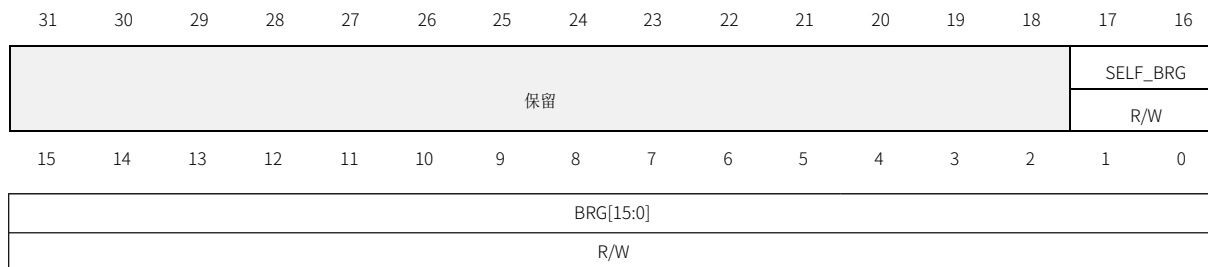 31 30 29 28 27 26 25 24 23 22 21 20 19 18 17 16
SELF_BRG
保留
R/W
15 14 13 12 11 10 9 8 7 6 5 4 3 2 1 0
BRG[15:0]
R/W